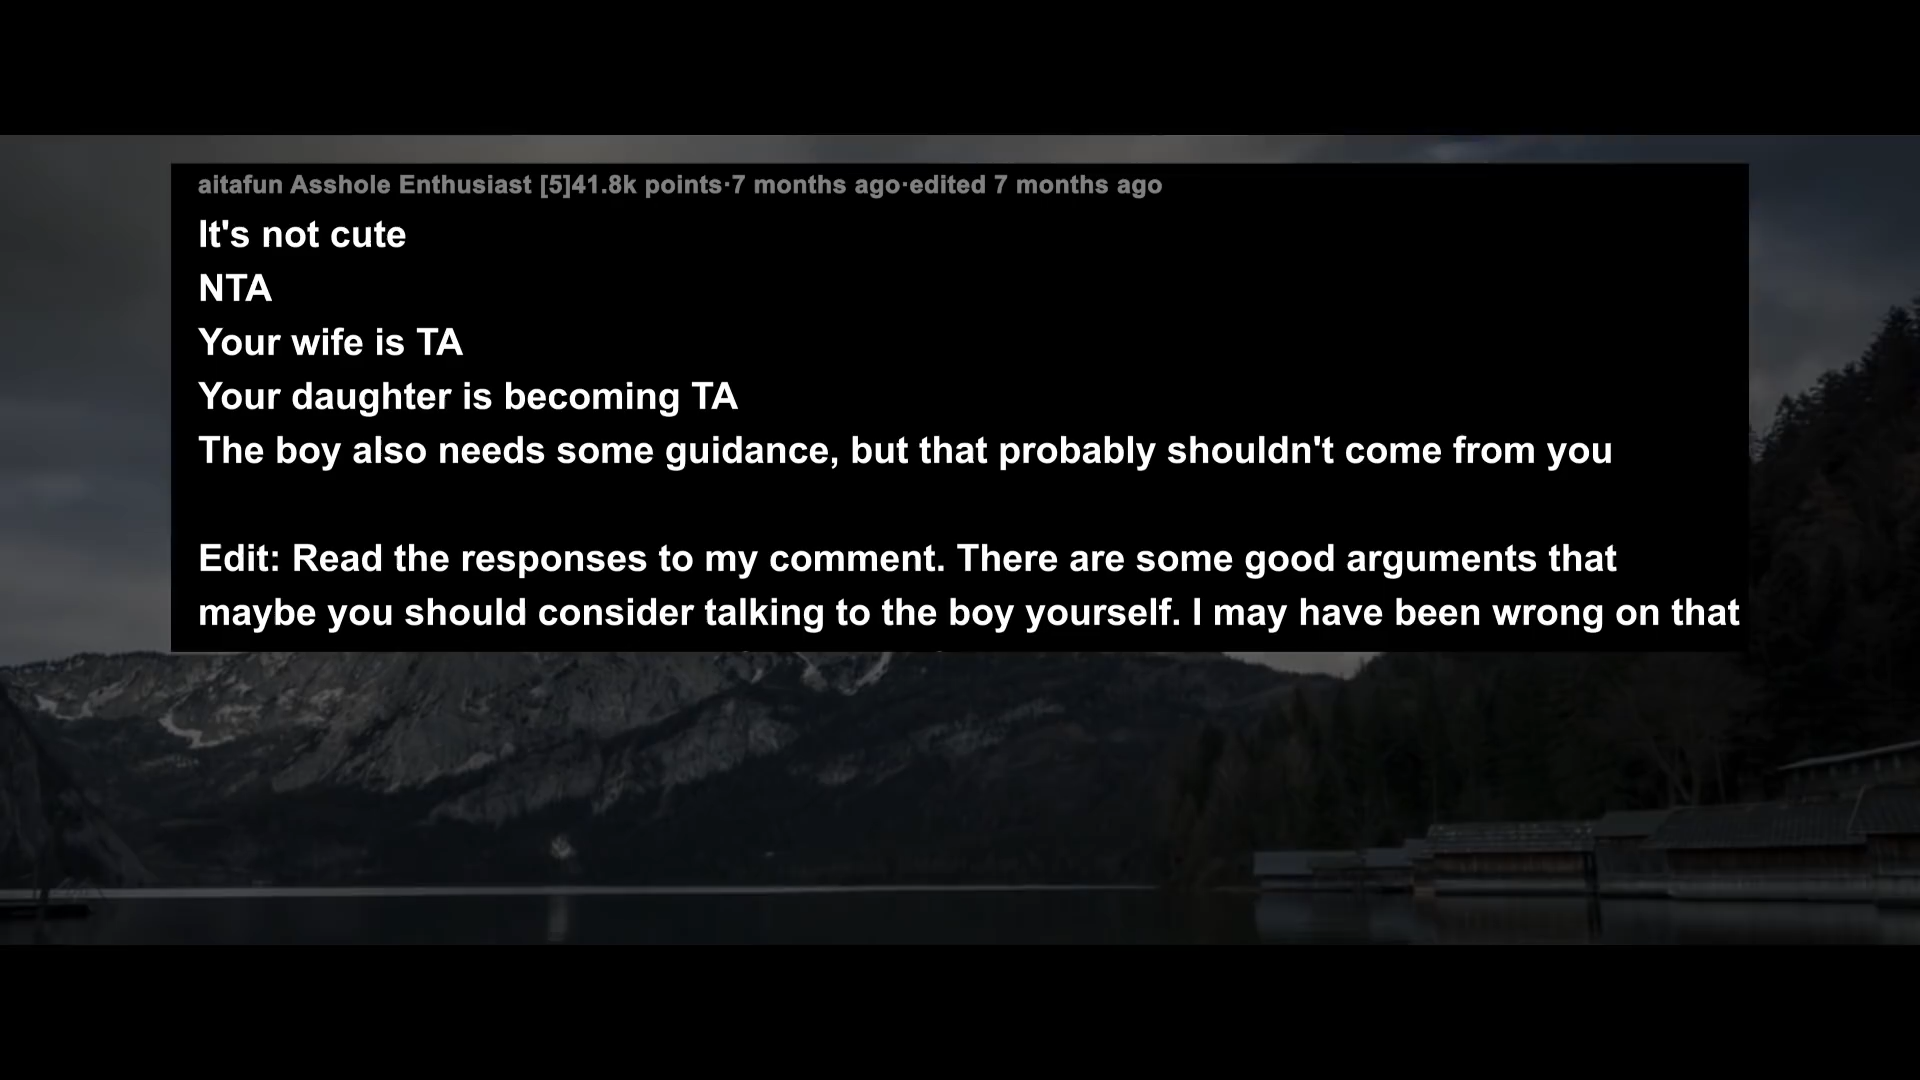 aitafun Asshole Enthusiast [5]41.8k points·7 months ago·edited 7 months ago
It's not cute
NTA
Your wife is TA
Your daughter is becoming TA
The boy also needs some guidance, but that probably shouldn't come from you
Edit: Read the responses to my comment. There are some good arguments that
maybe you should consider talking to the boy yourself. I may have been wrong on that